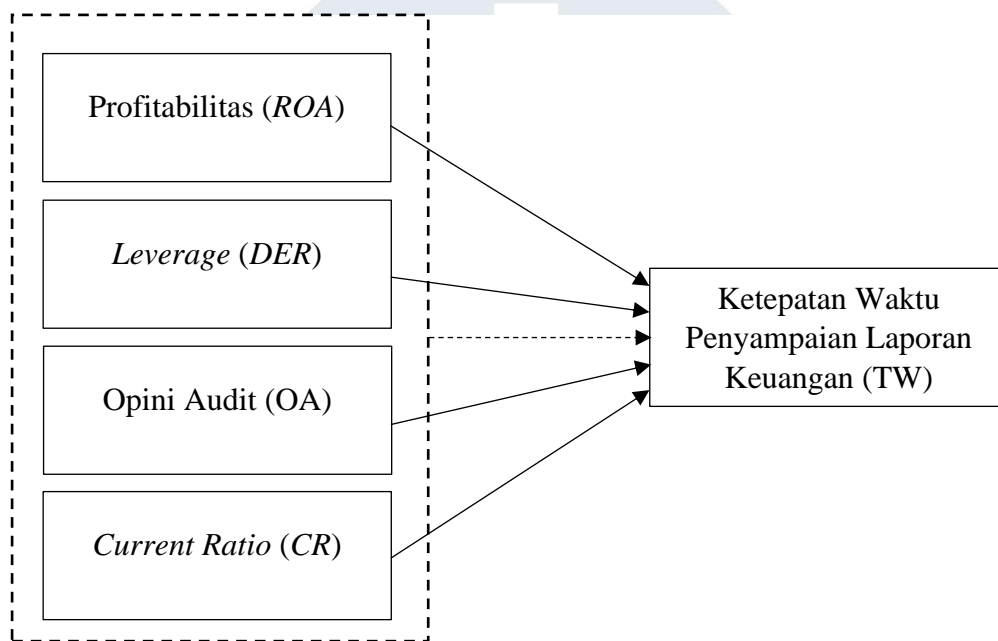 Profitabilitas (ROA)
Leverage (DER)
Opini Audit (OA)
Current Ratio (CR)
Ketepatan Waktu
Penyampaian Laporan
Keuangan (TW)